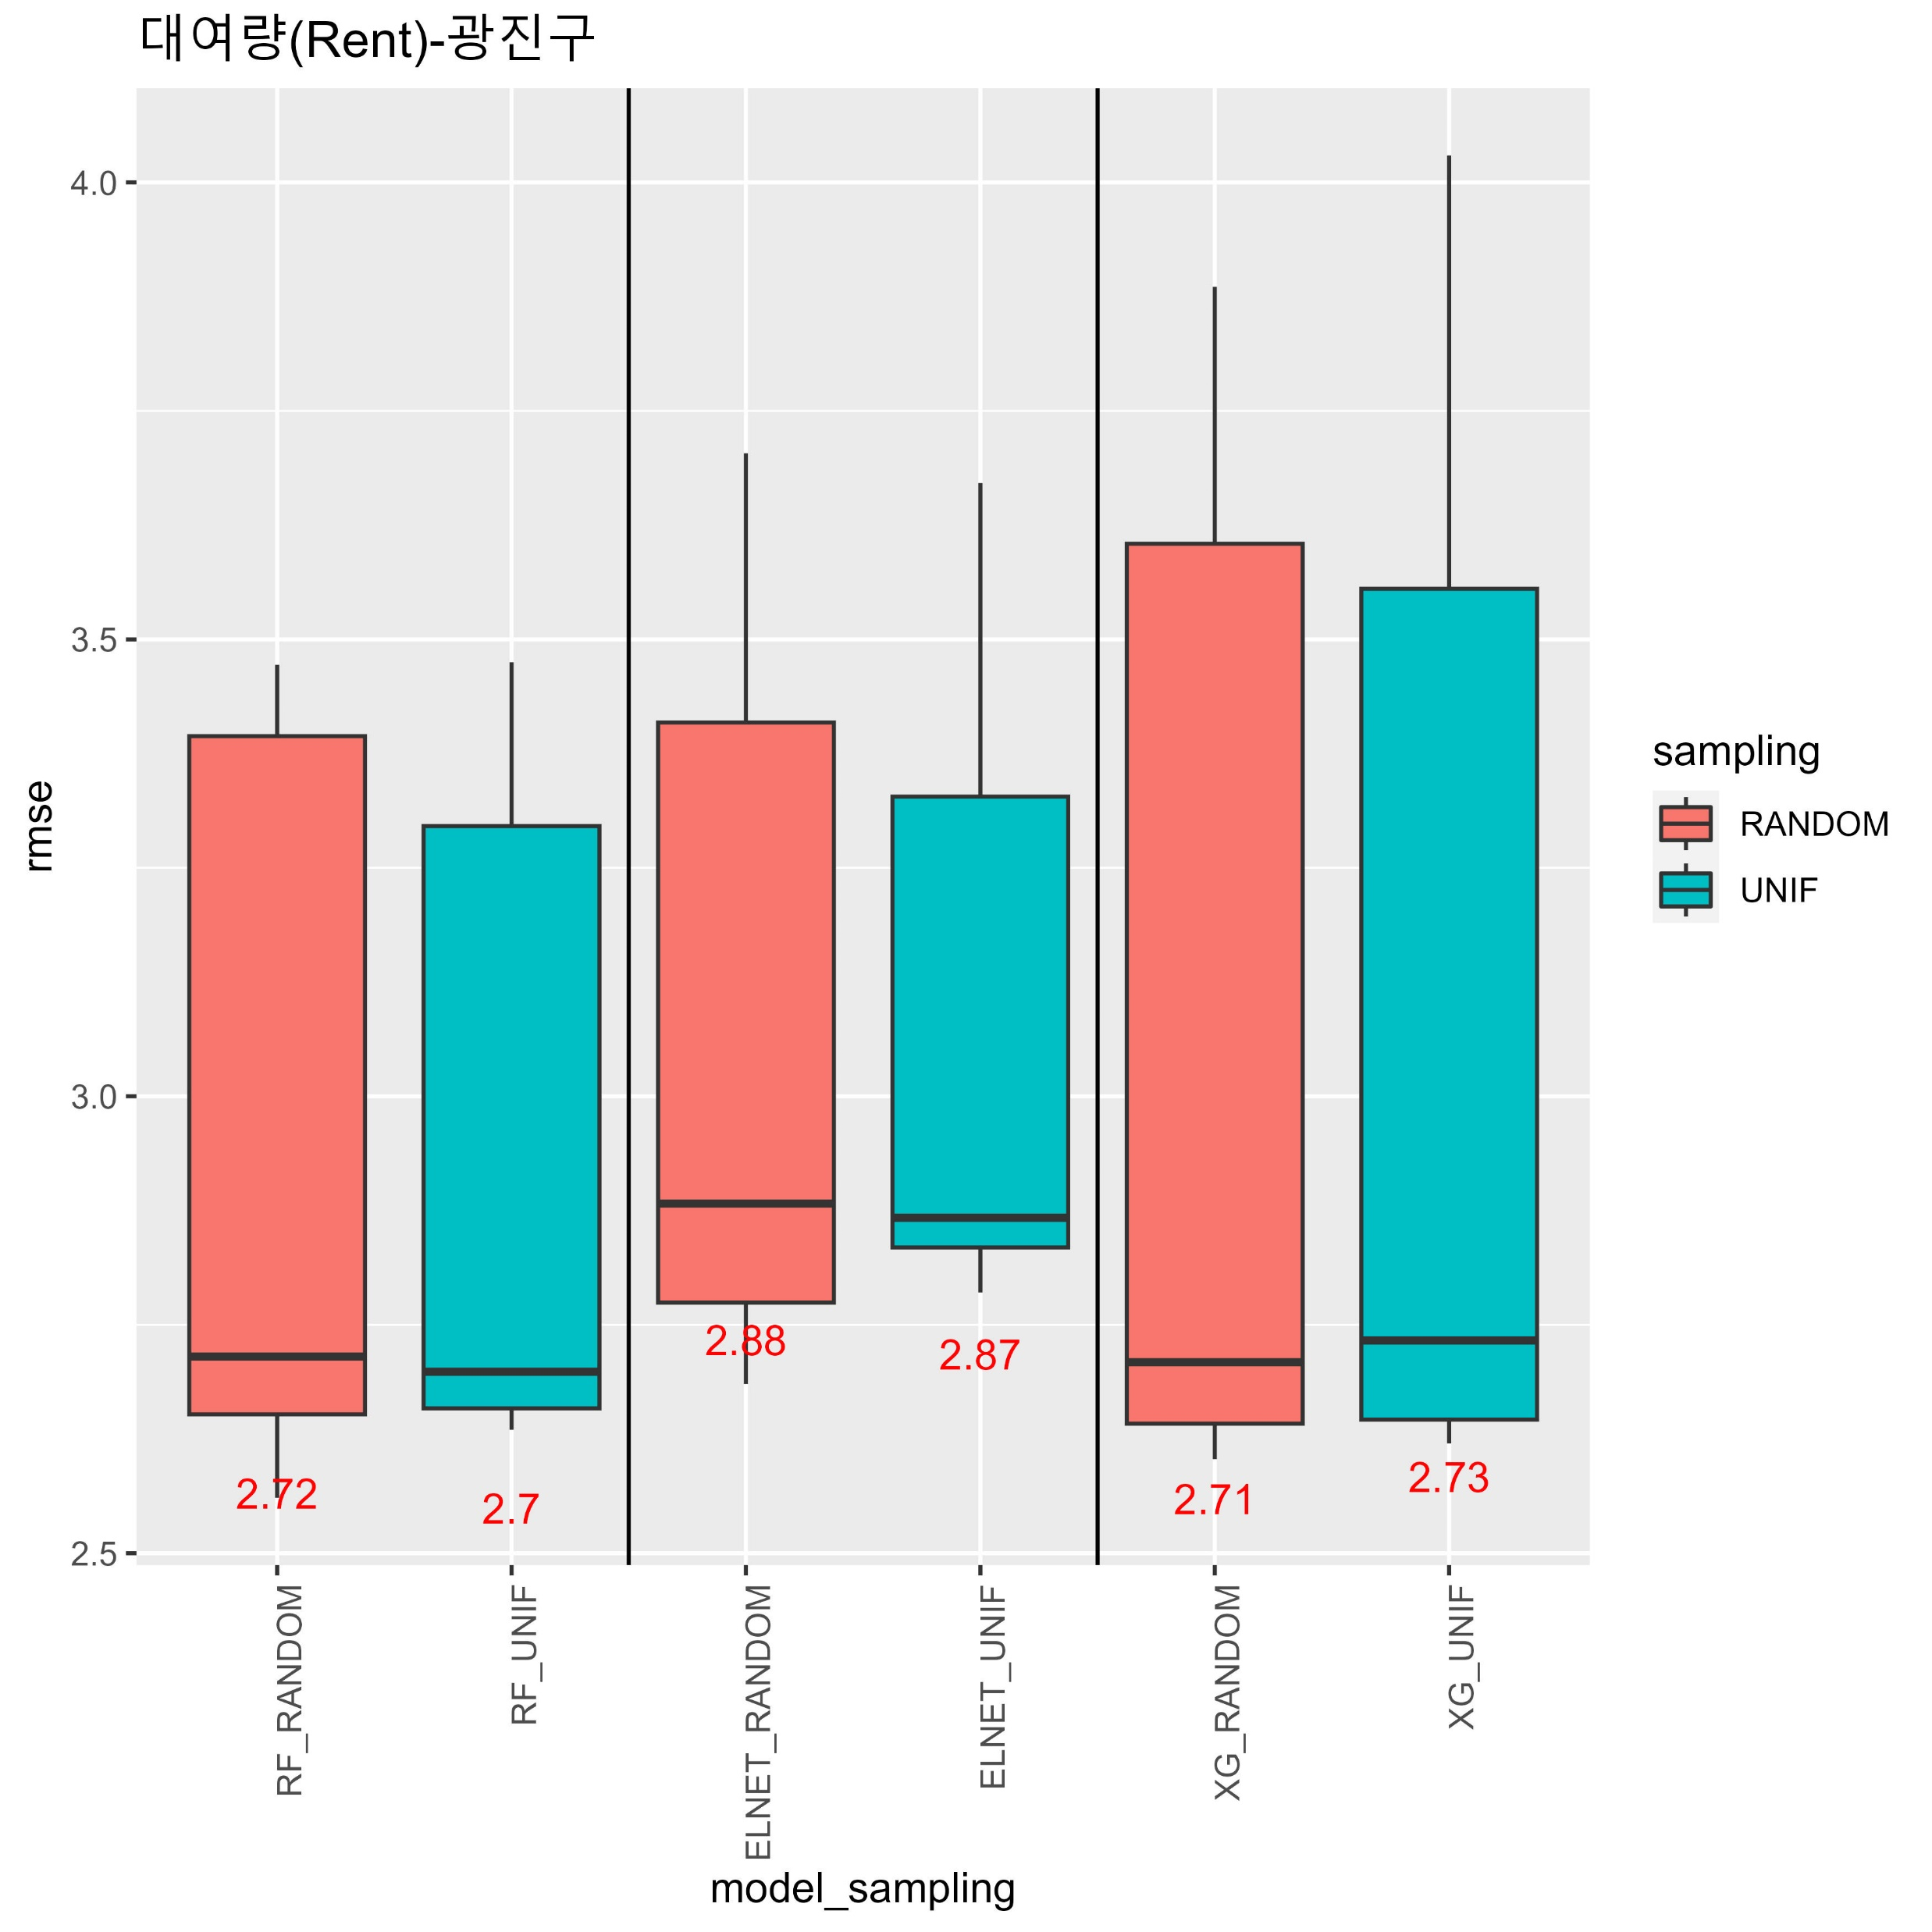 대여량(Rent)-광진구
4.0
3.5
3.0
2.5
rmse
2.72
2.7
2.88
2.87
2.71
2.73
RF_RANDOM
RF_UNIF
ELNET_RANDOM
ELNET_UNIF
XG_RANDOM
XG_UNIF
model_sampling
sampling
RANDOM
UNIF